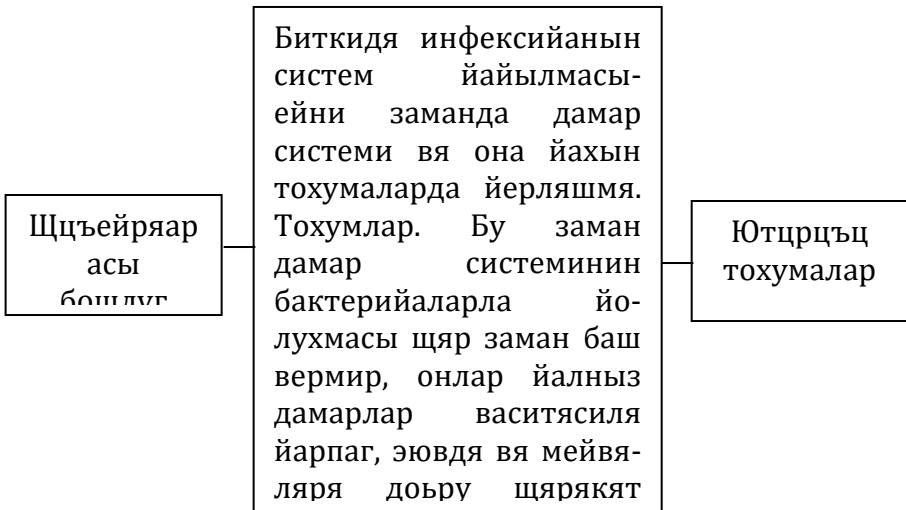 Щцъейряар
асы
бошлуг
Биткидя инфексийанын
систем йайылмасы-
ейни заманда дамар
системи вя она йахын
тохумаларда йерляшмя.
Тохумлар. Бу заман
дамар системинин
бактерийаларла йо-
лухмасы щяр заман баш
вермир, онлар йалныз
дамарлар васитясиля
йарпаг, эювдя вя мейвя-
ляря доьру щярякят
Ютцрцъц
тохумалар